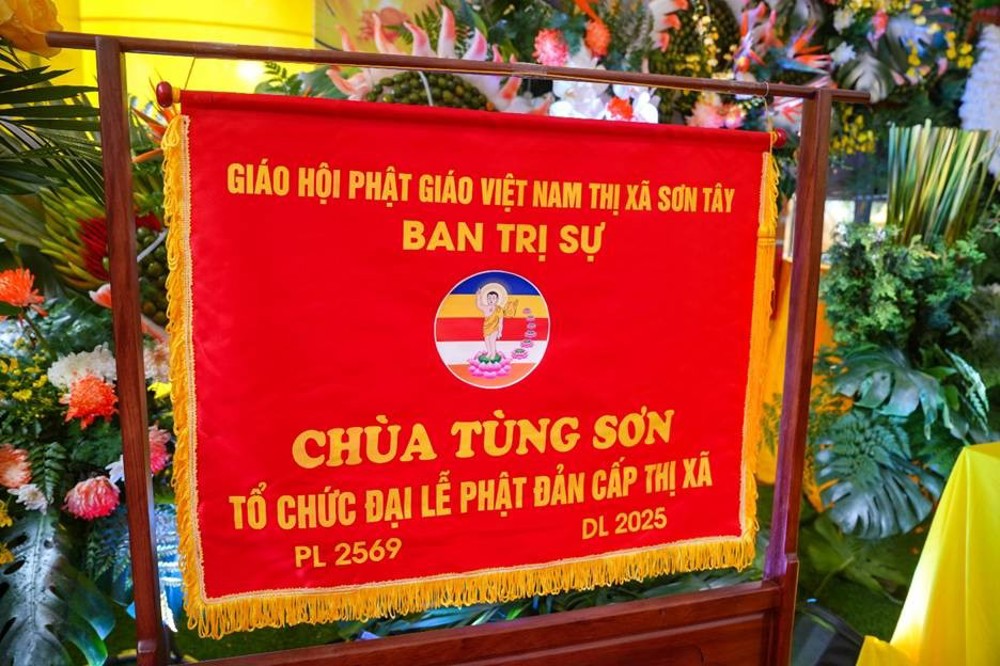 GIÁO HỘI PHẬT GIÁO VIỆT NAM THỊ XÃ SƠN TÂY
BAN TRỊ SỰ
CHÙA TÙNG SƠN
TỔ CHỨC ĐẠI LỄ PHẬT ĐẢN CẤP THỊ XÃ
PL 2569 DL 2025